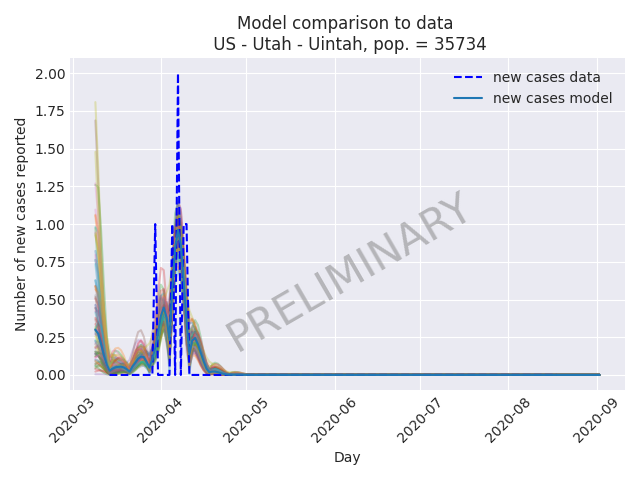 Model comparison to data
US - Utah - Uintah, pop. = 35734
2.00
1.75
1.50
1.25
1.00
0.75
0.50
0.25
0.00
Number of new cases reported
new cases data
new cases model
PRELIMINARY
2020-03
2020-04
2020-05
2020-06
2020-07
2020-08
2020-09
Day